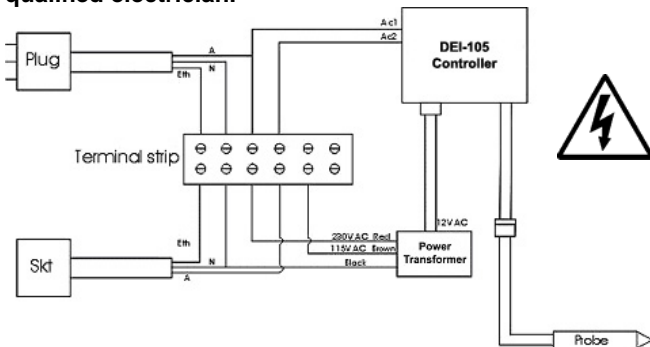 qualified electrician.
Ac1
Ac2
DEI-105
Controller
A
Plug
N
Eth
Terminal strip
12VAC
230VAC Red
115VAC Brown
Black
Power
Transformer
Eth
Skt
N
A
Probe